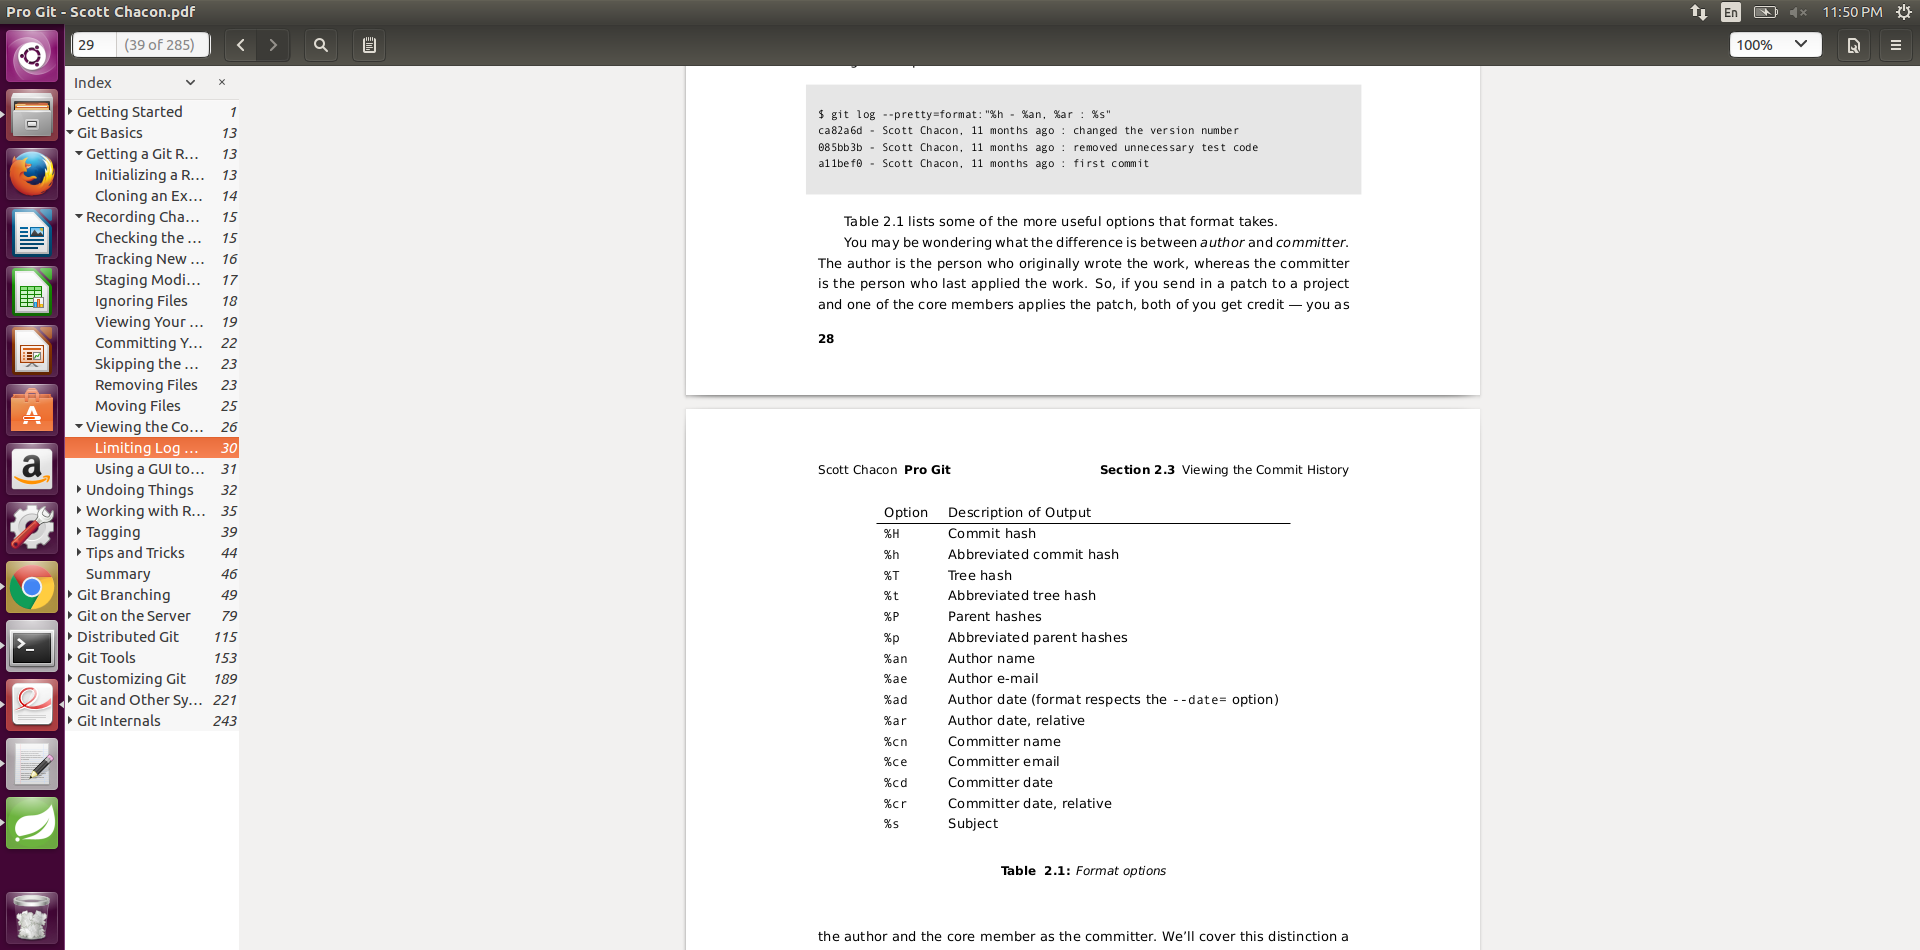 Pro Git - Scott Chacon.pdf
En
11:50 PM
29 (39 of 285)
100%
Index
Getting Started 1
Git Basics 13
Getting a Git R... 13
Initializing a R... 13
Cloning an Ex... 14
Recording Cha... 15
Checking the ... 15
Tracking New ... 16
Staging Modi... 17
Ignoring Files 18
Viewing Your ... 19
Committing Y... 22
Skipping the ... 23
Removing Files 23
Moving Files 25
Viewing the Co... 26
Limiting Log ... 30
Using a GUI to... 31
Undoing Things 32
Working with R... 35
Tagging 39
Tips and Tricks 44
Summary 46
Git Branching 49
Git on the Server 79
Distributed Git 115
Git Tools 153
Customizing Git 189
Git and Other Sy... 221
Git Internals 243
$ git log --pretty=format:"%h - %an, %ar : %s"
ca82a6d - Scott Chacon, 11 months ago : changed the version number
085bb3b - Scott Chacon, 11 months ago : removed unnecessary test code
a11bef0 - Scott Chacon, 11 months ago : first commit
Table 2.1 lists some of the more useful options that format takes.
You may be wondering what the difference is between author and committer.
The author is the person who originally wrote the work, whereas the committer
is the person who last applied the work. So, if you send in a patch to a project
and one of the core members applies the patch, both of you get credit — you as
28
Scott Chacon Pro Git Section 2.3 Viewing the Commit History
Option Description of Output
%H Commit hash
%h Abbreviated commit hash
%T Tree hash
%t Abbreviated tree hash
%P Parent hashes
%p Abbreviated parent hashes
%an Author name
%ae Author e-mail
%ad Author date (format respects the --date= option)
%ar Author date, relative
%cn Committer name
%ce Committer email
%cd Committer date
%cr Committer date, relative
%s Subject
Table 2.1: Format options
the author and the core member as the committer. We'll cover this distinction a